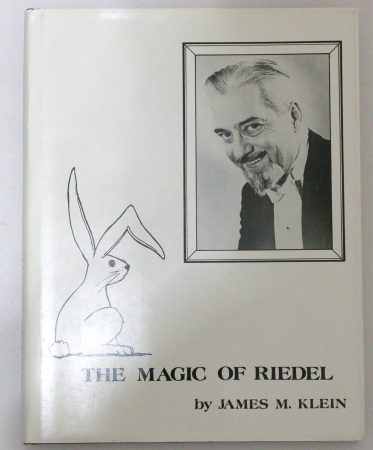 THE MAGIC OF RIEDEL
by JAMES M. KLEIN